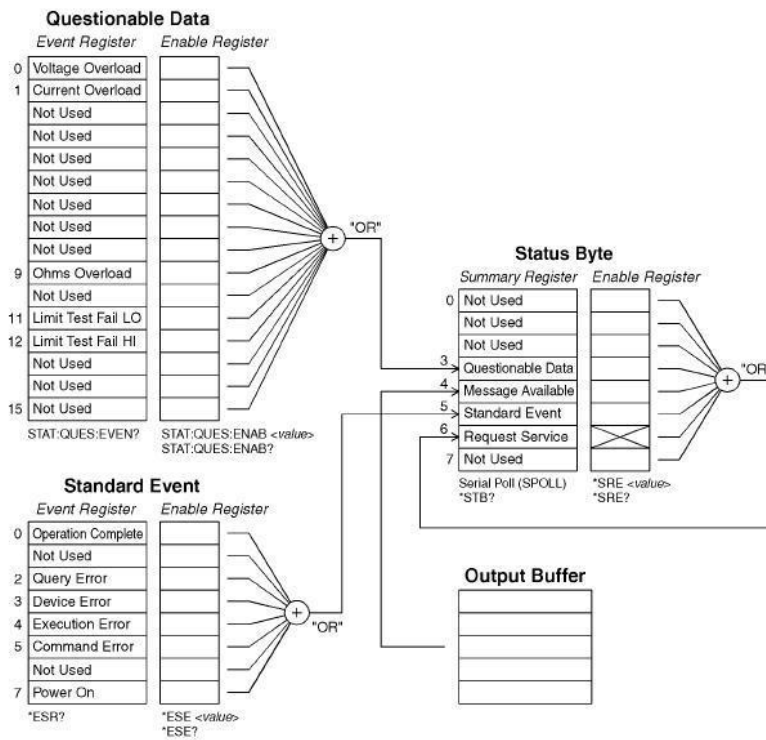 Questionable Data
Event Register Enable Register
0 Voltage Overload
1 Current Overload
Not Used
Not Used
Not Used
Not Used
Not Used
Not Used
Not Used
9 Ohms Overload
Not Used
11 Limit Test Fail LO
12 Limit Test Fail HI
Not Used
Not Used
15 Not Used
STAT:QUES:EVEN? STAT:QUES:ENAB <value>
STAT:QUES:ENAB?
+
"OR"
Standard Event
Event Register Enable Register
0 Operation Complete
Not Used
2 Query Error
3 Device Error
4 Execution Error
5 Command Error
Not Used
7 Power On
*ESR? *ESE <value>
*ESE?
+
"OR"
Status Byte
Summary Register Enable Register
0 Not Used
Not Used
Not Used
3 Questionable Data
4 Message Available
5 Standard Event
6 Request Service
7 Not Used
Serial Poll (SPOLL) *SRE <value>
*STB? *SRE?
+
"OR
Output Buffer